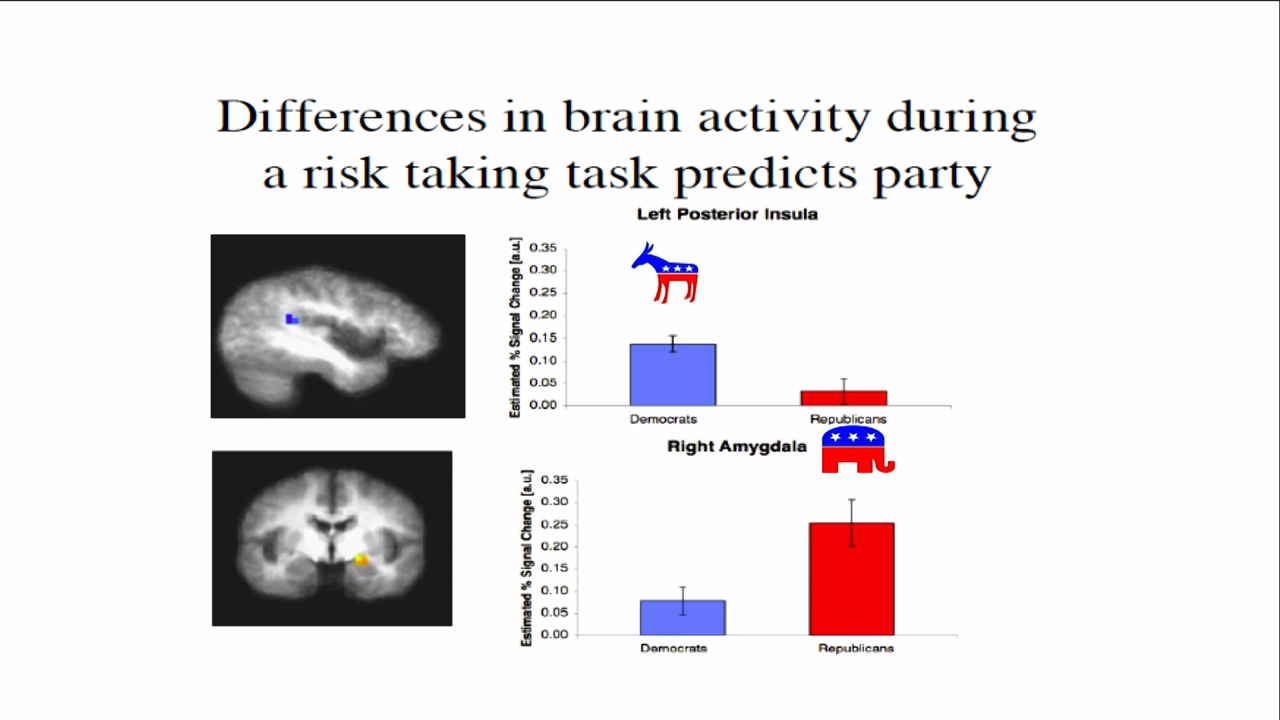 Differences in brain activity during
a risk taking task predicts party
Left Posterior Insula
Estimated % Signal Change [a.u.]
0.35
0.30
0.25
0.20
0.15
0.10
0.05
0.00
Democrats
Republicans
Right Amygdala
Estimated % Signal Change [a.u.]
0.35
0.30
0.25
0.20
0.15
0.10
0.05
0.00
Democrats
Republicans